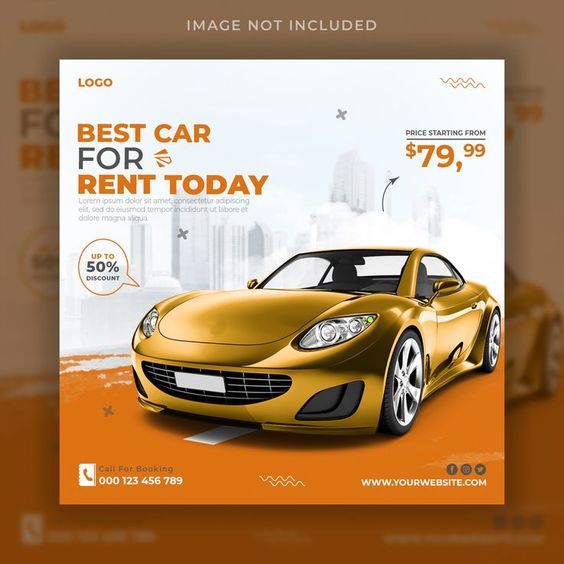 IMAGE NOT INCLUDED
LOGO
BEST CAR
FOR
RENT TODAY
Lorem ipsum dolor sit amet, consectetur adipiscing
elit, sed do eiusmod tempor incididunt ut labore et dolore
magna aliqua.
PRICE STARTING FROM
$79,99
UP TO
50%
DISCOUNT
Call For Booking
000 123 456 789
WWW.YOURWEBSITE.COM